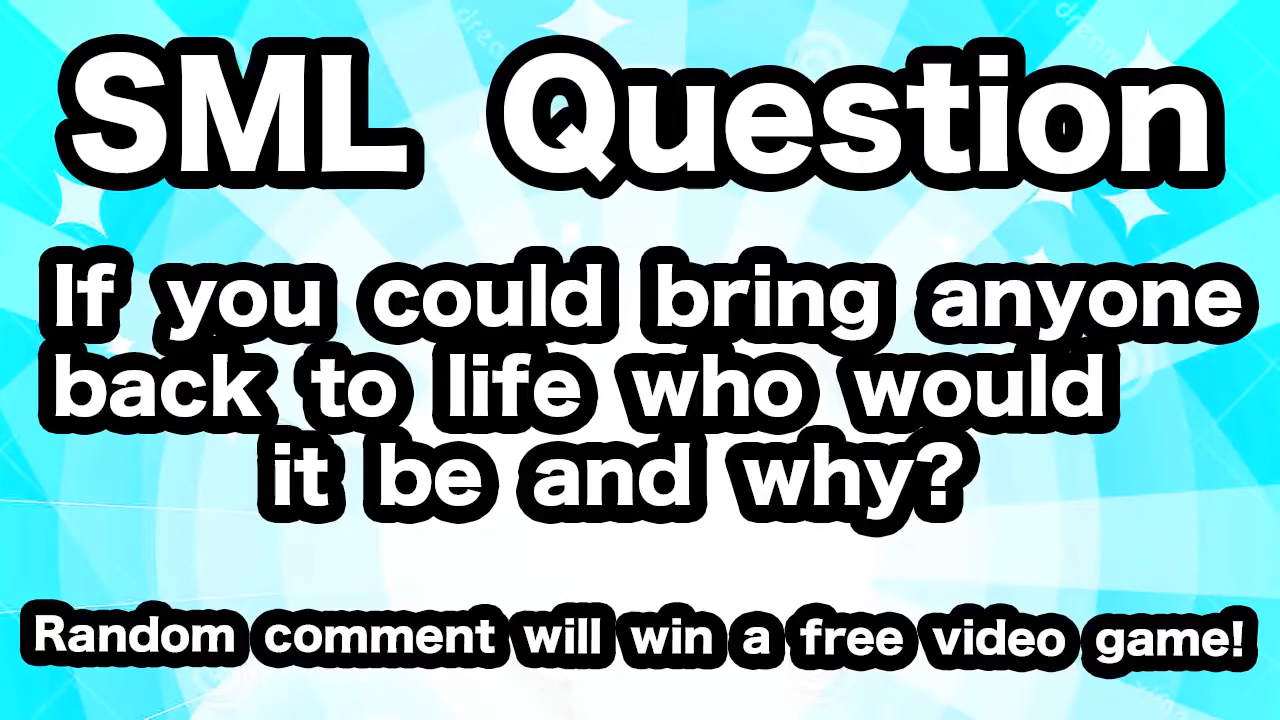 SML Question
If you could bring anyone
back to life who would
it be and why?
Random comment will win a free video game!